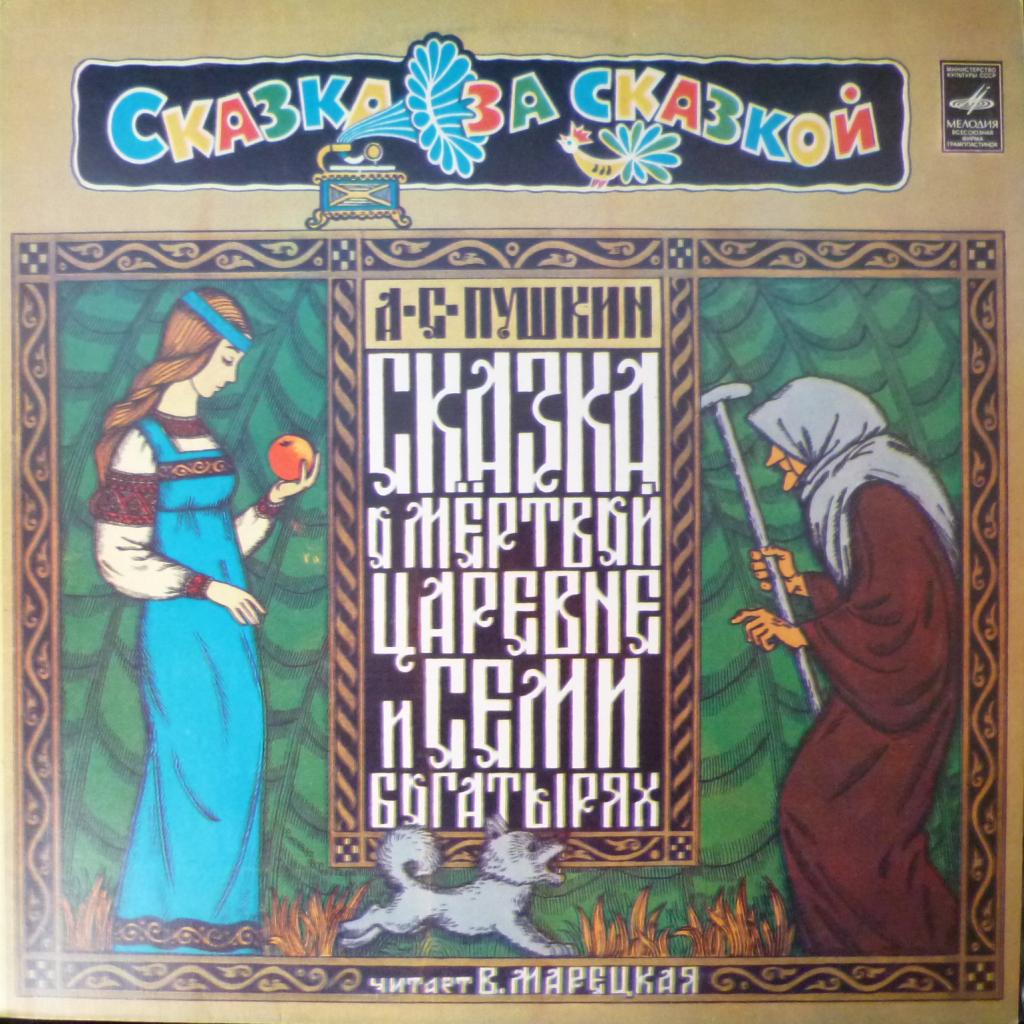 Сказка за сказкой
МИНИСТЕРСТВО
КУЛЬТУРЫ СССР
МЕЛОДИЯ
ВСЕСОЮЗНАЯ
ФИРМА
ГРАМПЛАСТИНОК
А·С·ПУШКИН
СКАЗКА
О МЁРТВОЙ
ЦАРЕВНЕ
И СЕМИ
БОГАТЫРЯХ
ЧИТАЕТ В. МАРЕЦКАЯ